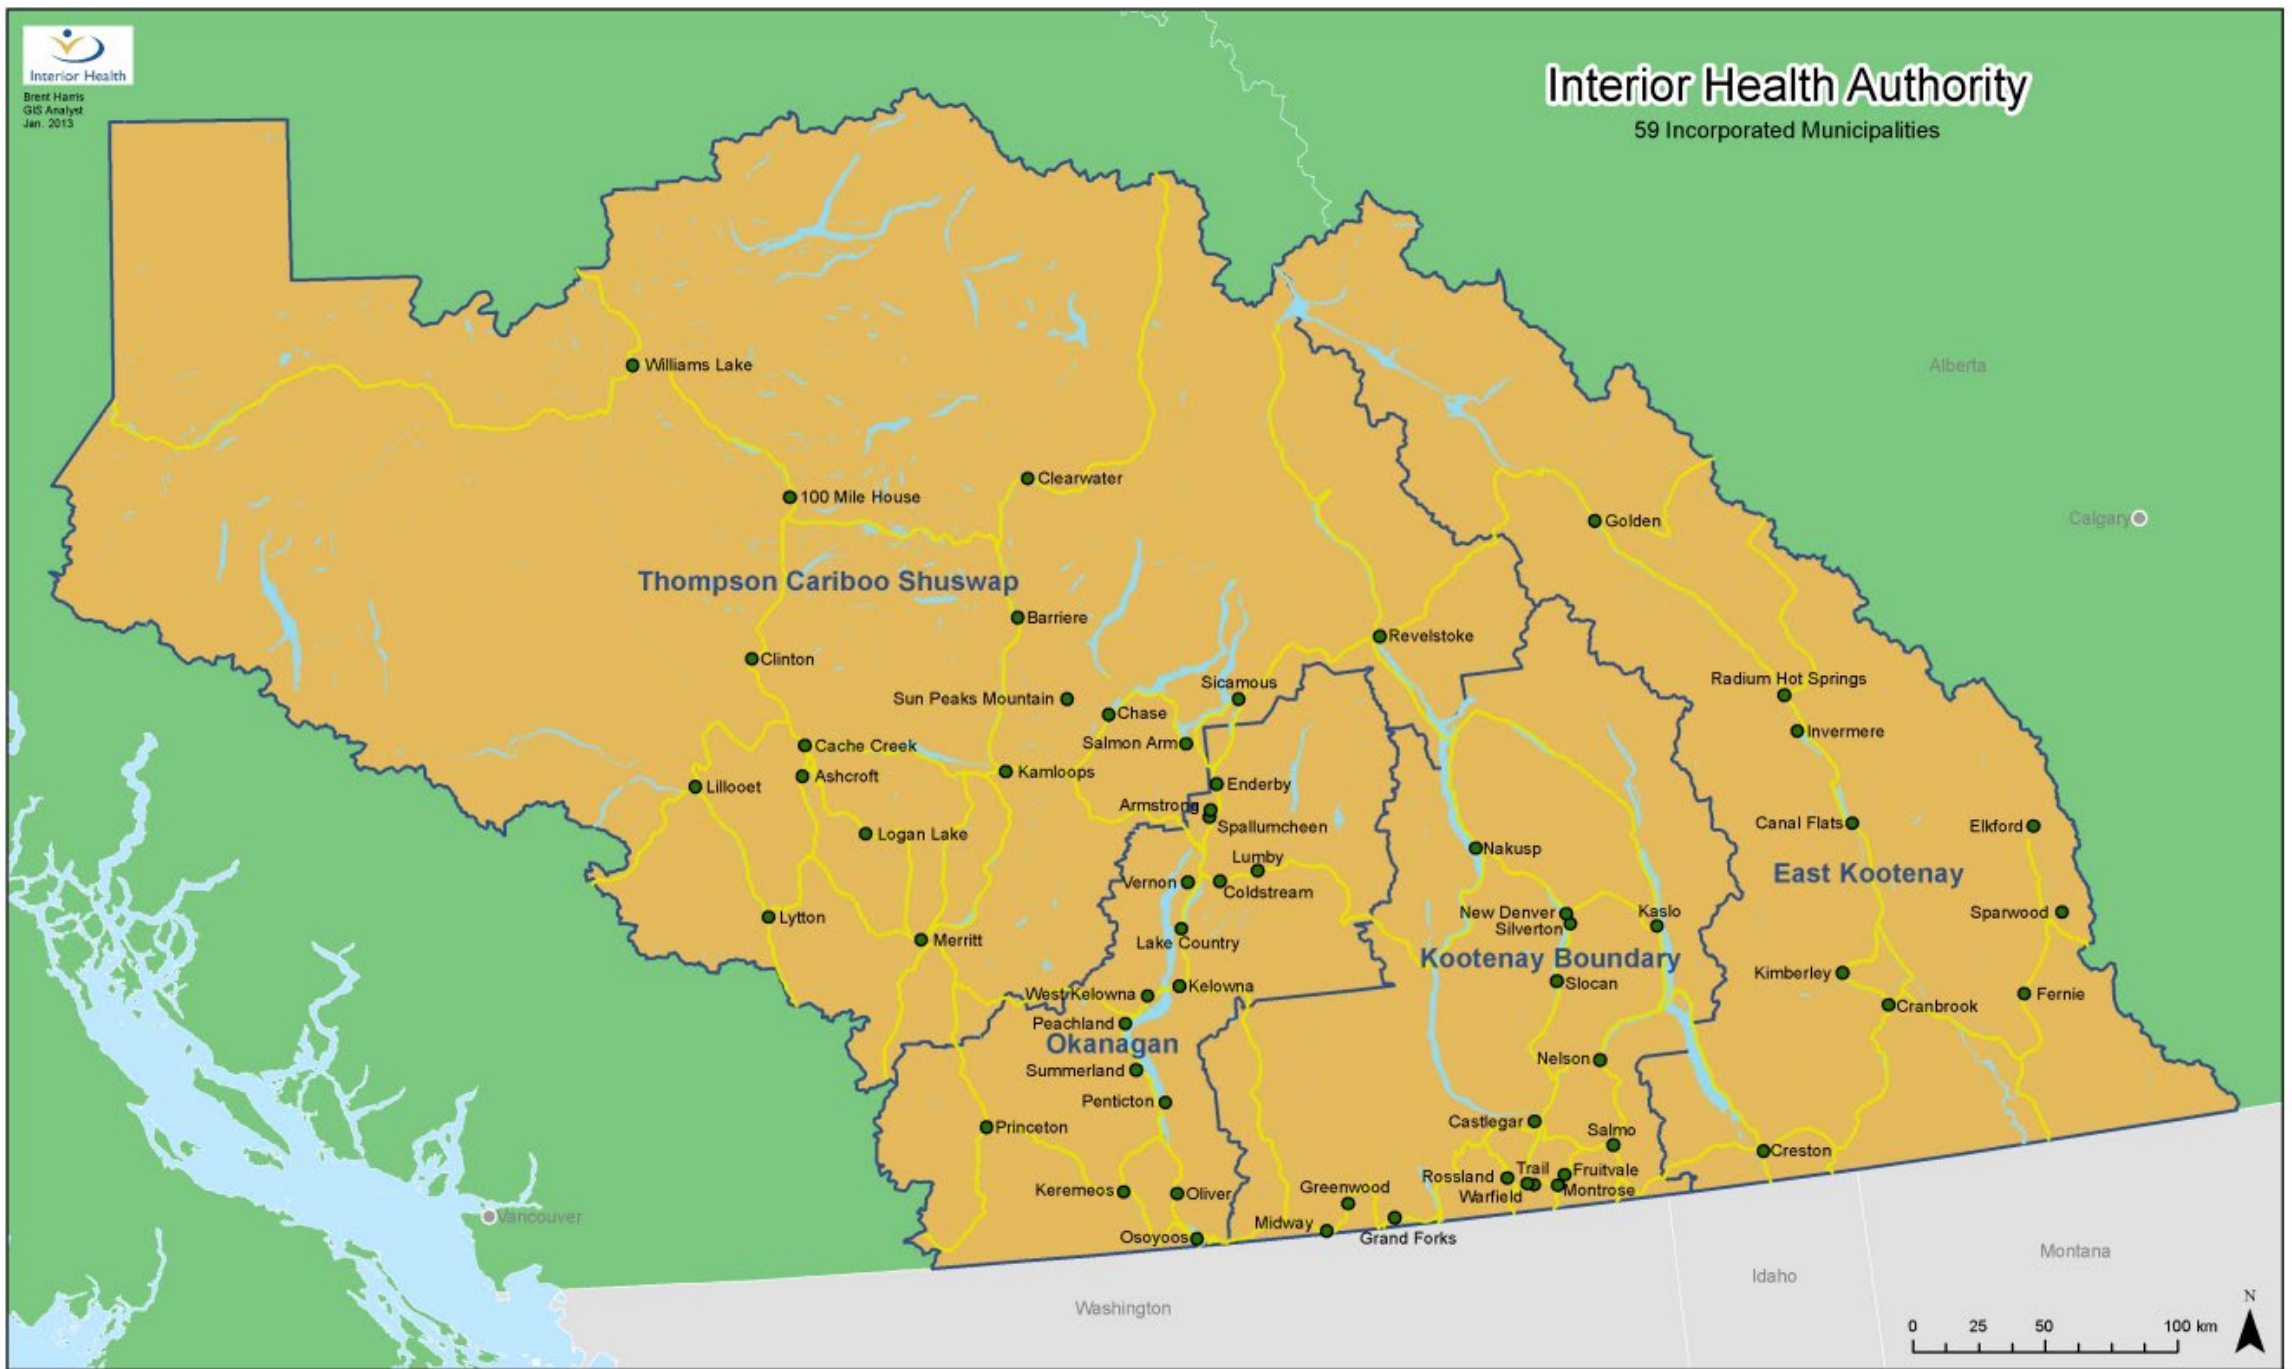 Interior Health
Brent Harris
GIS Analyst
Jan. 2013
Interior Health Authority
59 Incorporated Municipalities
Williams Lake
Alberta
Clearwater
100 Mile House
Calgary
Golden
Thompson Cariboo Shuswap
Barriere
Revelstoke
Clinton
Radium Hot Springs
Sicamous
Sun Peaks Mountain
Chase
Invermere
Salmon Arm
Cache Creek
Kamloops
Ashcroft
Enderby
Lillooet
Armstrong
Canal Flats
Elkford
Spallumcheen
Logan Lake
Nakusp
Lumby
East Kootenay
Vernon
Coldstream
New Denver
Kaslo
Sparwood
Lytton
Silverton
Merritt
Lake Country
Kootenay Boundary
Kimberley
Slocan
Kelowna
West Kelowna
Fernie
Cranbrook
Peachland
Okanagan
Nelson
Summerland
Penticton
Castlegar
Princeton
Salmo
Creston
Trail
Fruitvale
Rossland
Greenwood
Keremeos
Oliver
Montrose
Warfield
Vancouver
Midway
Osoyoos
Grand Forks
Montana
Idaho
Washington
N
0 25 50 100 km